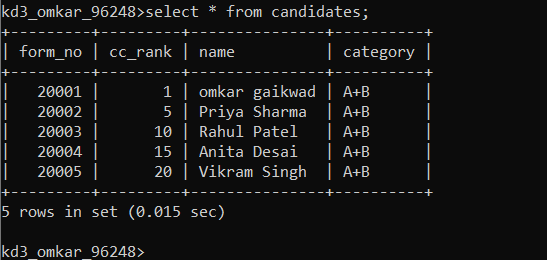 kd3_omkar_96248>select * from candidates;
+---------+---------+---------------+----------+
| form_no | cc_rank | name          | category |
+---------+---------+---------------+----------+
|   20001 |       1 | omkar gaikwad | A+B      |
|   20002 |       5 | Priya Sharma  | A+B      |
|   20003 |      10 | Rahul Patel   | A+B      |
|   20004 |      15 | Anita Desai   | A+B      |
|   20005 |      20 | Vikram Singh  | A+B      |
+---------+---------+---------------+----------+
5 rows in set (0.015 sec)
kd3_omkar_96248>